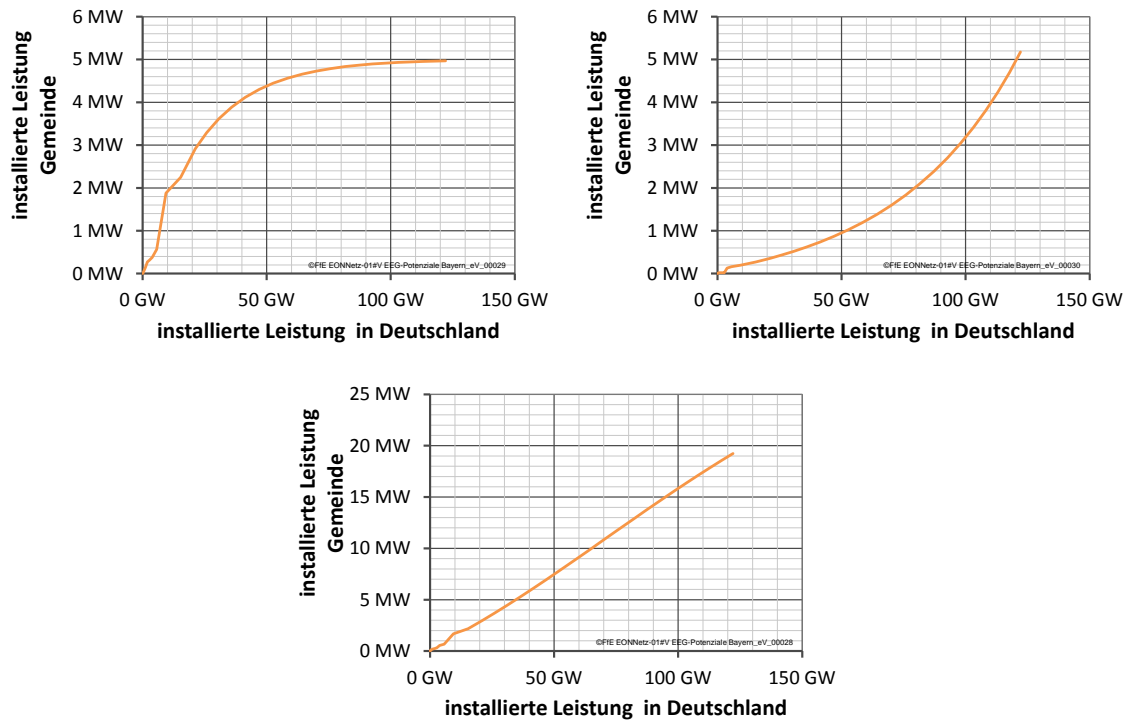 6 MW
5 MW
4 MW
3 MW
2 MW
1 MW
0 MW
0 GW
50 GW
100 GW
150 GW
installierte Leistung
Gemeinde
installierte Leistung in Deutschland
©FfE EONNetz-01#V EEG-Potenziale Bayern_eV_00029
6 MW
5 MW
4 MW
3 MW
2 MW
1 MW
0 MW
0 GW
50 GW
100 GW
150 GW
installierte Leistung
Gemeinde
installierte Leistung in Deutschland
©FfE EONNetz-01#V EEG-Potenziale Bayern_eV_00030
25 MW
20 MW
15 MW
10 MW
5 MW
0 MW
0 GW
50 GW
100 GW
150 GW
installierte Leistung
Gemeinde
installierte Leistung in Deutschland
©FfE EONNetz-01#V EEG-Potenziale Bayern_eV_00028